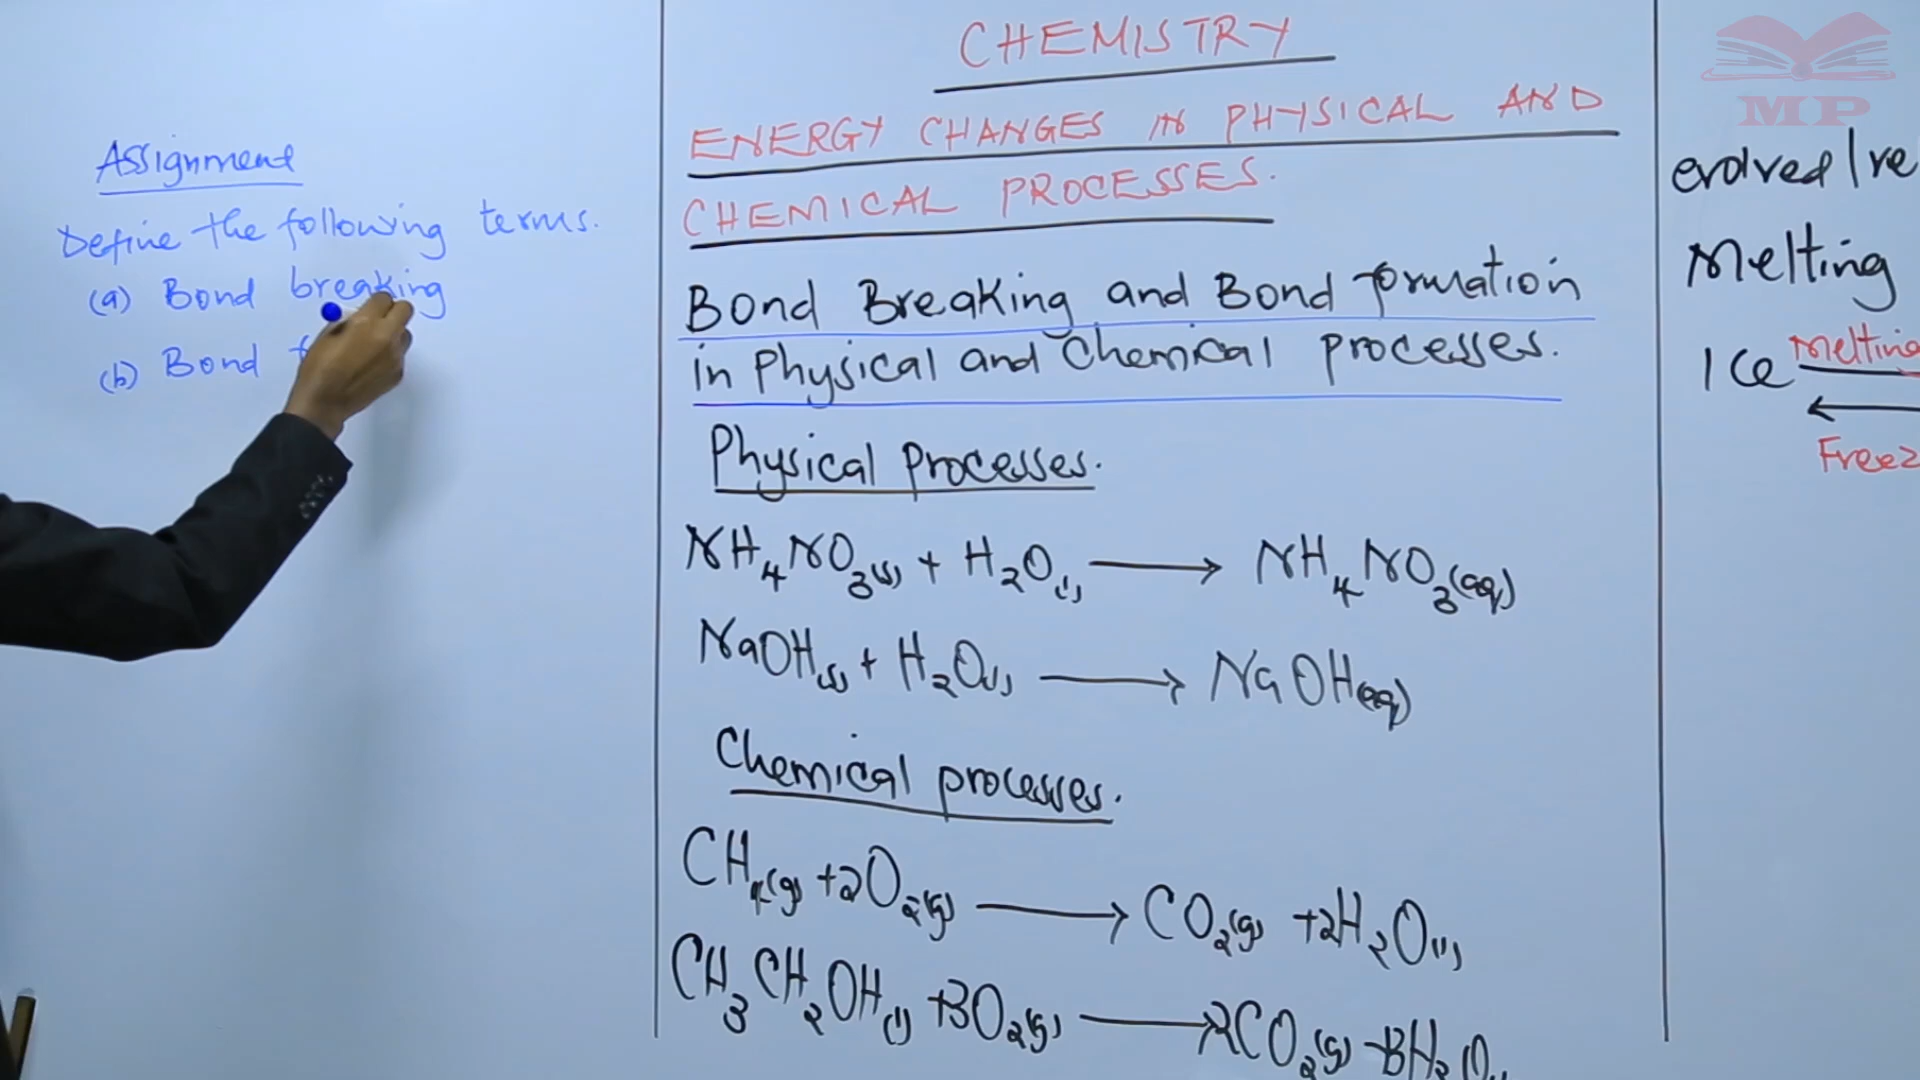 Assignment
Define the following terms.
(a) Bond breaking
(b) Bond
CHEMISTRY
ENERGY CHANGES IN PHYSICAL AND
CHEMICAL PROCESSES.
Bond Breaking and Bond formation
in Physical and Chemical processes.
Physical Processes.
NH₄NO₃(s) + H₂O(l) ⟶ NH₄NO₃(aq)
NaOH(s) + H₂O(l) ⟶ NaOH(aq)
Chemical processes.
CH₄(g) + 2O₂(g) ⟶ CO₂(g) + 2H₂O(l)
CH₃CH₂OH(l) + 3O₂(g) ⟶ 2CO₂(g) + 3H₂O
MP
evolved/re
Melting
Ice Melting
Freez